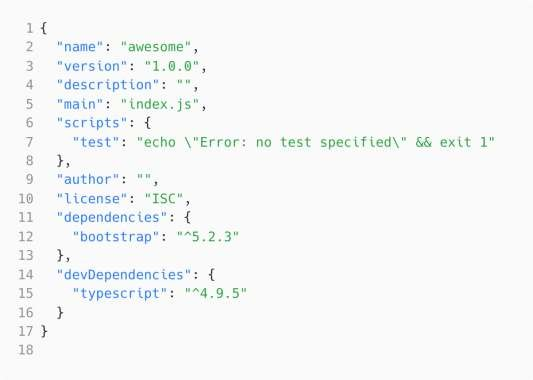 1 {
2   "name": "awesome",
3   "version": "1.0.0",
4   "description": "",
5   "main": "index.js",
6   "scripts": {
7     "test": "echo \"Error: no test specified\" && exit 1"
8   },
9   "author": "",
10   "license": "ISC",
11   "dependencies": {
12     "bootstrap": "^5.2.3"
13   },
14   "devDependencies": {
15     "typescript": "^4.9.5"
16   }
17 }
18